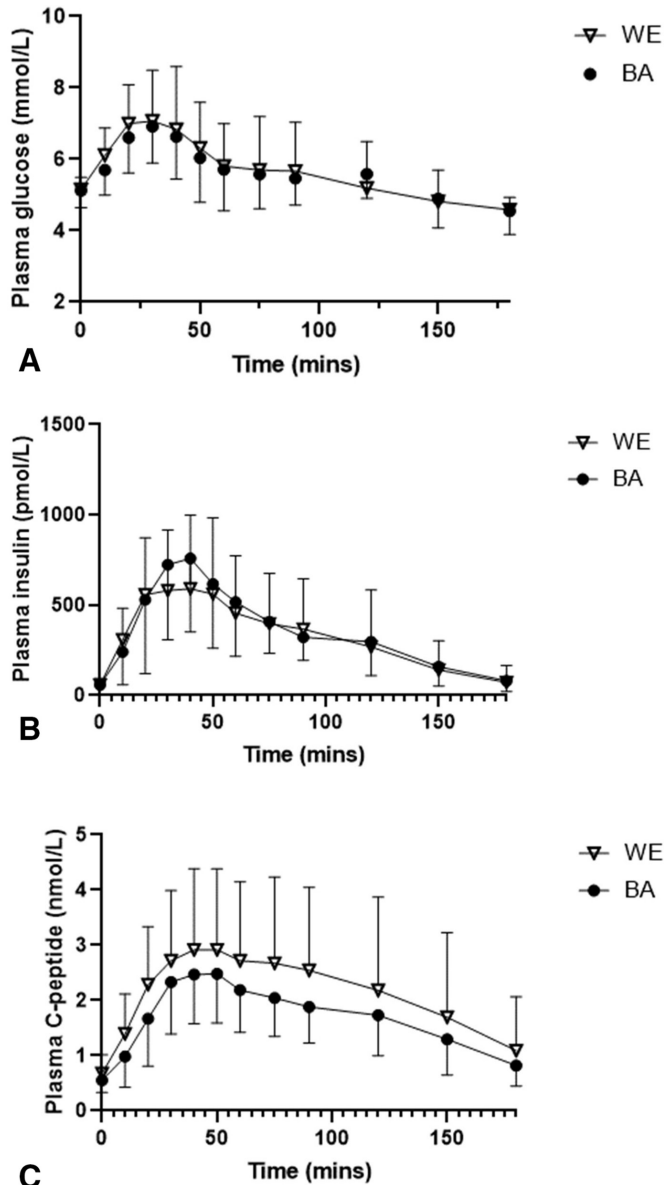 10
8
6
4
2
Plasma glucose (mmol/L)
0
50
100
150
Time (mins)
WE
BA
A
1500
1000
500
0
Plasma insulin (pmol/L)
0
50
100
150
Time (mins)
WE
BA
B
5
4
3
2
1
0
Plasma C-peptide (nmol/L)
0
50
100
150
Time (mins)
WE
BA
C